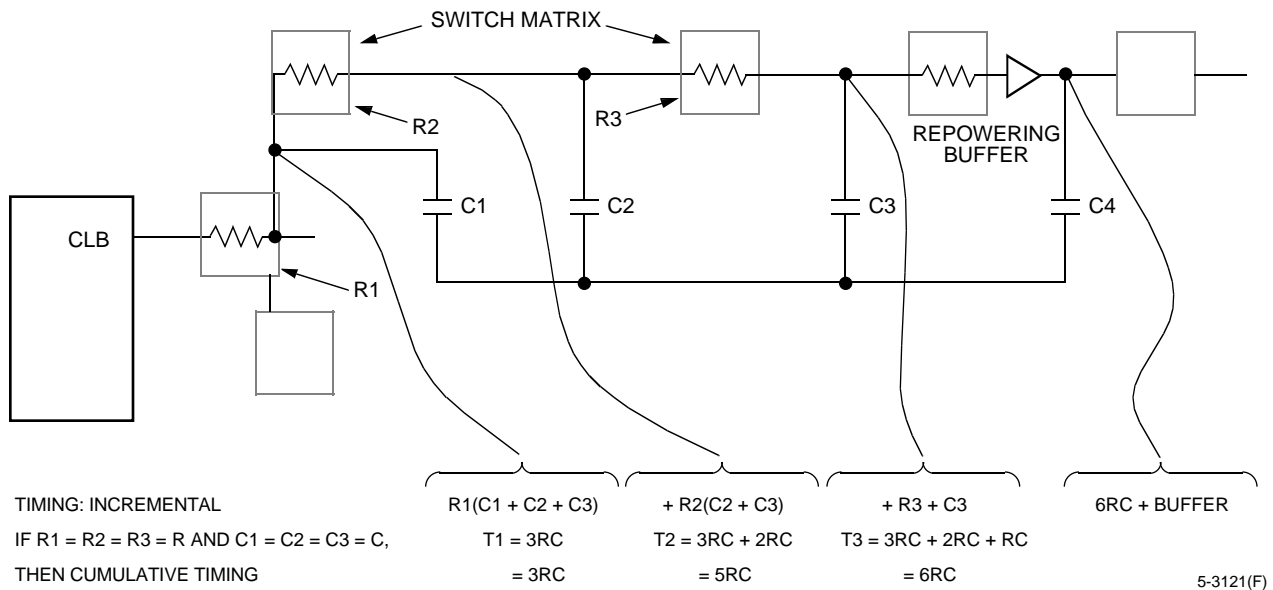 SWITCH MATRIX
R2
R3
REPOWERING
BUFFER
C1
C2
C3
C4
CLB
R1
TIMING: INCREMENTAL
R1(C1 + C2 + C3)
+ R2(C2 + C3)
+ R3 + C3
6RC + BUFFER
IF R1 = R2 = R3 = R AND C1 = C2 = C3 = C,
T1 = 3RC
T2 = 3RC + 2RC
T3 = 3RC + 2RC + RC
THEN CUMULATIVE TIMING
= 3RC
= 5RC
= 6RC
5-3121(F)